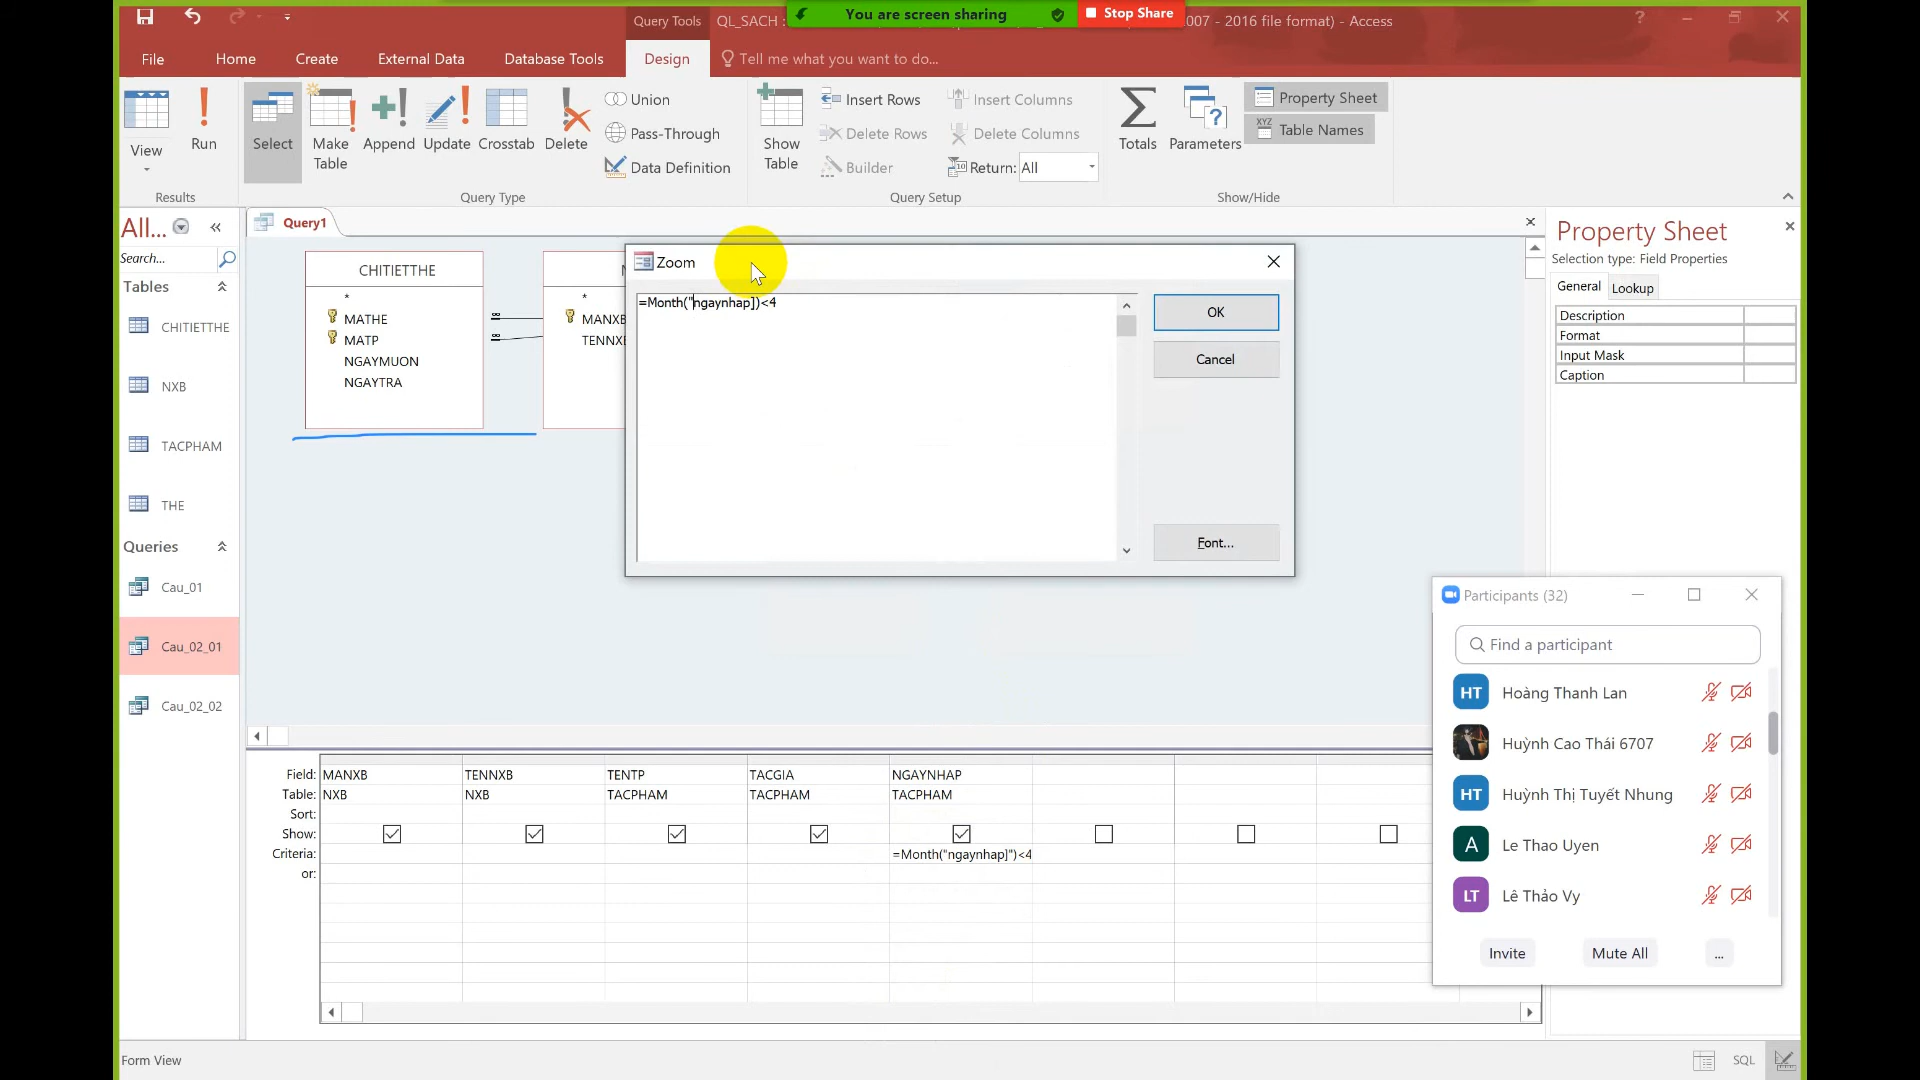 Query Tools
QL_SACH :
You are screen sharing
Stop Share
007 - 2016 file format) - Access
File
Home
Create
External Data
Database Tools
Design
Tell me what you want to do...
View
Run
Select
Make Table
Append
Update
Crosstab
Delete
Union
Pass-Through
Data Definition
Show Table
Insert Rows
Delete Rows
Builder
Insert Columns
Delete Columns
Return: All
Totals
Parameters
Property Sheet
Table Names
Results
Query Type
Query Setup
Show/Hide
All...
Search...
Tables
CHITIETTHE
NXB
TACPHAM
THE
Queries
Cau_01
Cau_02_01
Cau_02_02
Query1
CHITIETTHE
*
MATHE
MATP
NGAYMUON
NGAYTRA
*
MANXB
TENNXB
Zoom
=Month("ngaynhap])<4
OK
Cancel
Font...
Property Sheet
Selection type: Field Properties
General
Lookup
Description
Format
Input Mask
Caption
Participants (32)
Find a participant
HT Hoàng Thanh Lan
Huỳnh Cao Thái 6707
HT Huỳnh Thị Tuyết Nhung
A Le Thao Uyen
LT Lê Thảo Vy
Invite
Mute All
...
Field: MANXB TENNXB TENTP TACGIA NGAYNHAP
Table: NXB NXB TACPHAM TACPHAM TACPHAM
Sort:
Show:
Criteria: =Month("ngaynhap]")<4
or:
Form View
SQL